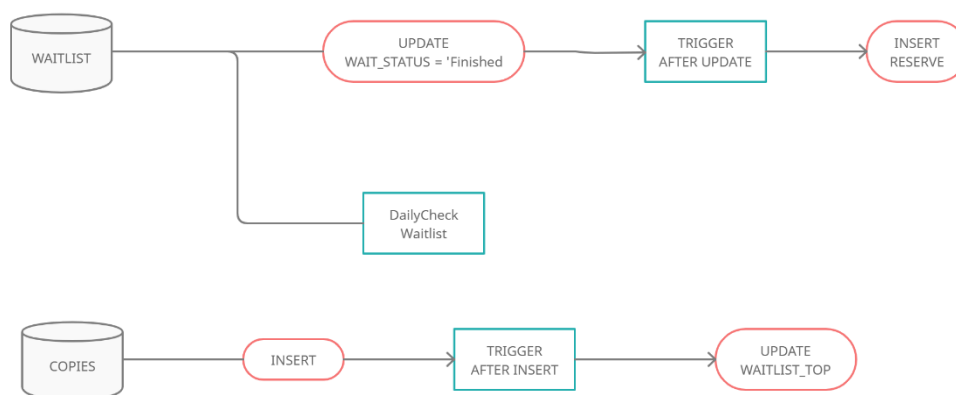 WAITLIST
UPDATE
WAIT_STATUS = 'Finished
TRIGGER
AFTER UPDATE
INSERT
RESERVE
DailyCheck
Waitlist
COPIES
INSERT
TRIGGER
AFTER INSERT
UPDATE
WAITLIST_TOP